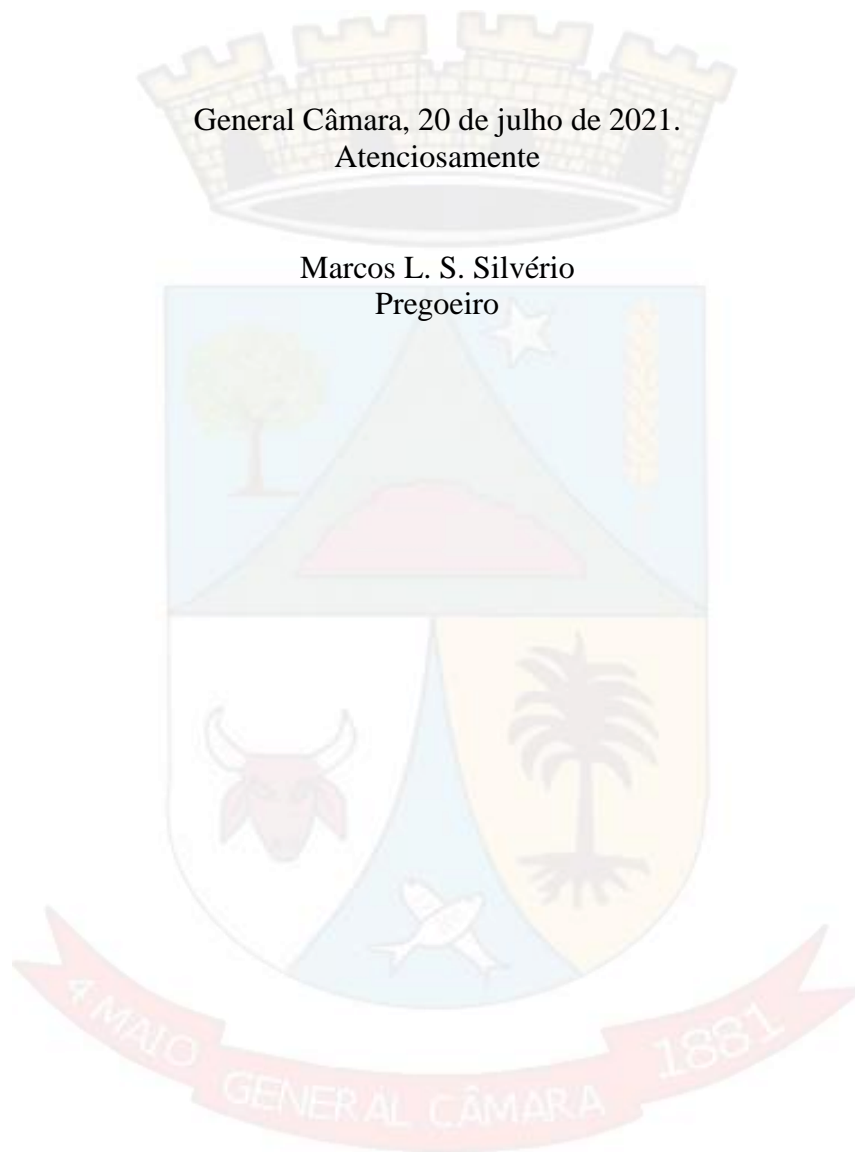 General Câmara, 20 de julho de 2021.
Atenciosamente
Marcos L. S. Silvério
Pregoeiro
4 MAIO
GENERAL CÂMARA
1881